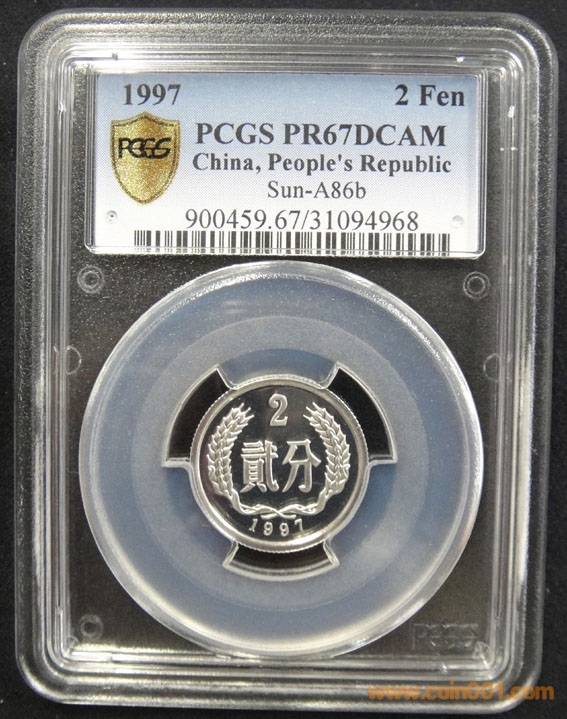 1997 2 Fen
PCGS
PCGS PR67DCAM
China, People's Republic
Sun-A86b
900459.67/31094968
2
貳分
1997
PCGS
www.coin001.com